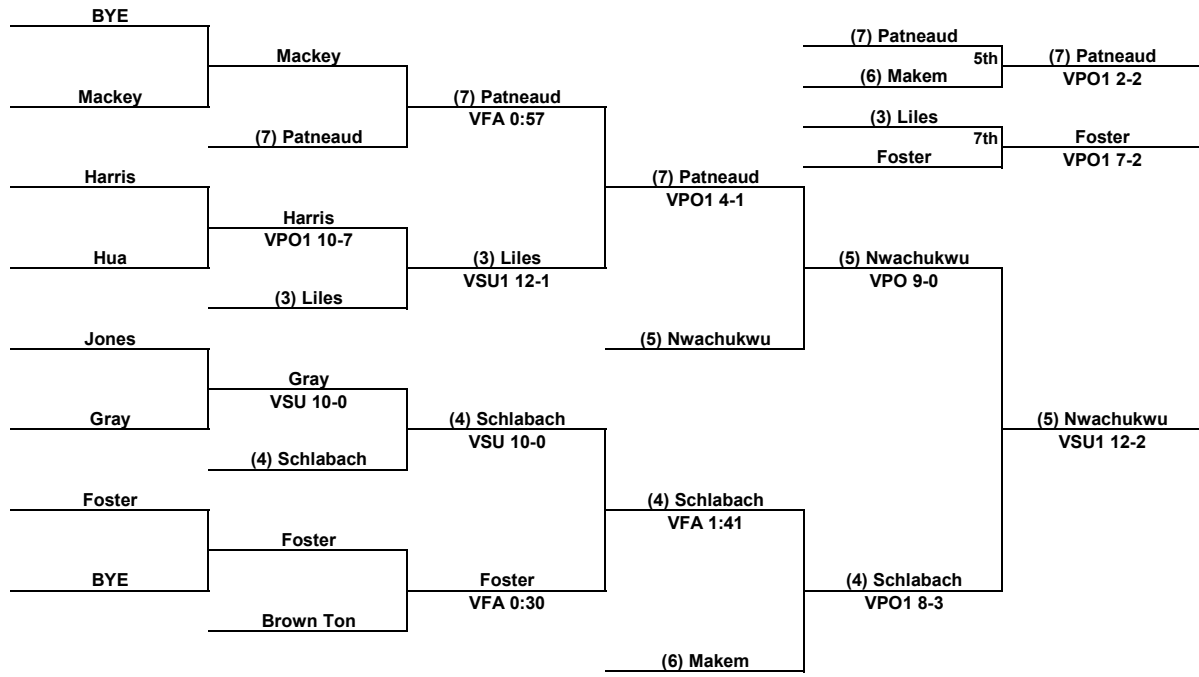 BYE
Mackey
(7) Patneaud
Mackey
(7) Patneaud
5th
(7) Patneaud
(6) Makem
VPO1 2-2
(7) Patneaud
VFA 0:57
(3) Liles
7th
Foster
(7) Patneaud
Foster
VPO1 7-2
Harris
(7) Patneaud
VPO1 4-1
Harris
VPO1 10-7
Hua
(3) Liles
VSU1 12-1
(5) Nwachukwu
VPO 9-0
(3) Liles
Jones
(5) Nwachukwu
Gray
VSU 10-0
Gray
(4) Schlabach
VSU 10-0
(5) Nwachukwu
VSU1 12-2
(4) Schlabach
Foster
(4) Schlabach
VFA 1:41
Foster
BYE
Foster
VFA 0:30
(4) Schlabach
VPO1 8-3
Brown Ton
(6) Makem